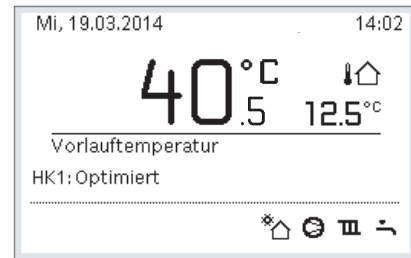 Mi, 19.03.2014 14:02
40.5 °C
12.5°C
Vorlauftemperatur
HK1: Optimiert